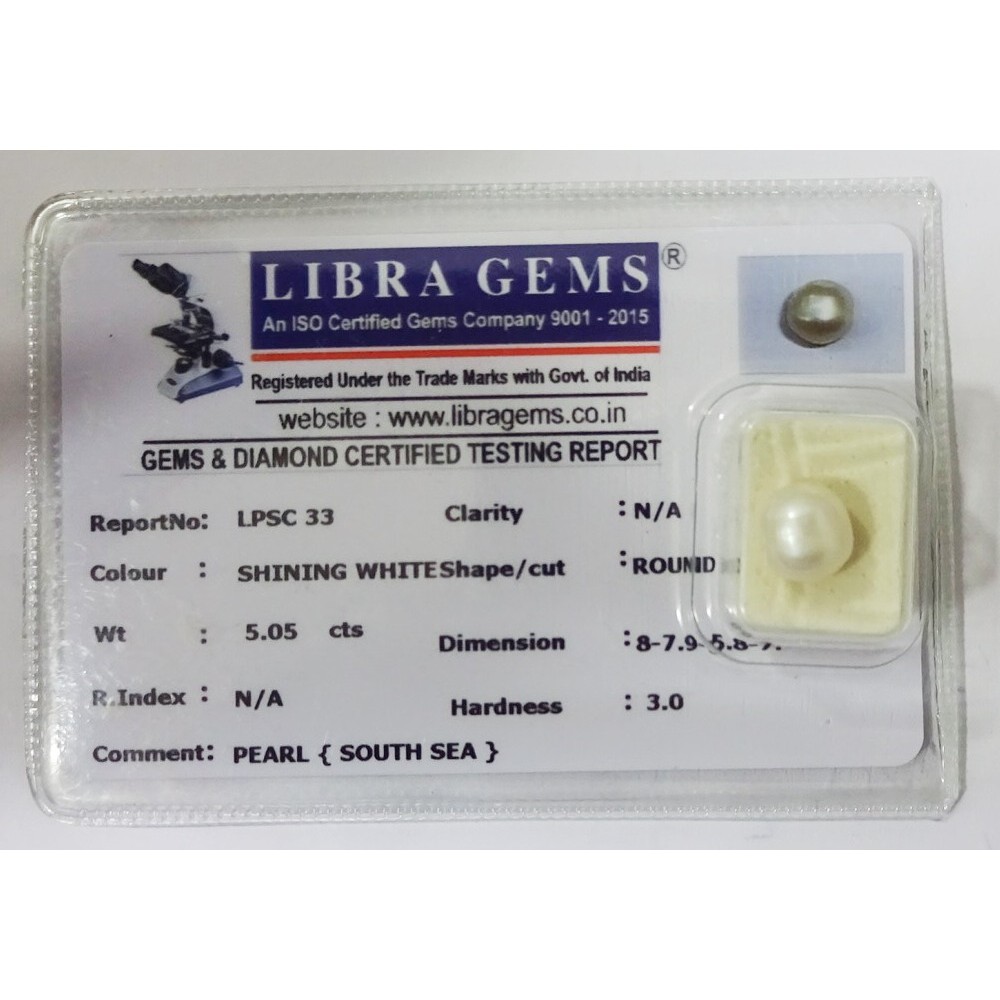 LIBRA GEMS ®
An ISO Certified Gems Company 9001 - 2015
Registered Under the Trade Marks with Govt. of India
website : www.libragems.co.in
GEMS & DIAMOND CERTIFIED TESTING REPORT
ReportNo: LPSC 33 Clarity : N/A
Colour : SHINING WHITE Shape/cut : ROUND
Wt : 5.05 cts Dimension : 8-7.9
R.Index : N/A Hardness : 3.0
Comment: PEARL { SOUTH SEA }